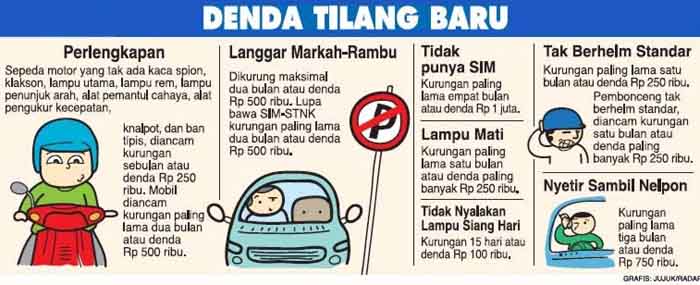 DENDA TILANG BARU
Perlengkapan
Sepeda motor yang tak ada kaca spion,
klakson, lampu utama, lampu rem, lampu
penunjuk arah, alat pemantul cahaya, alat
pengukur kecepatan,
knalpot, dan ban
tipis, diancam
kurungan
sebulan atau
denda Rp 250
ribu. Mobil
diancam
kurungan paling
lama dua bulan
atau denda
Rp 500 ribu.
Langgar Markah-Rambu
Dikurung maksimal
dua bulan atau denda
Rp 500 ribu. Lupa
bawa SIM-STNK
kurungan paling lama
dua bulan atau denda
Rp 500 ribu.
P
Tidak
punya SIM
Kurungan paling
lama empat bulan
atau denda Rp 1 juta.
Lampu Mati
Kurungan paling
lama satu bulan
atau denda paling
banyak Rp 250 ribu.
Tidak Nyalakan
Lampu Siang Hari
Kurungan 15 hari atau
denda Rp 100 ribu.
Tak Berhelm Standar
Kurungan paling lama satu
bulan atau denda Rp 250 ribu.
Pembonceng tak
berhelm standar,
diancam kurungan
satu bulan atau
denda paling
banyak Rp 250 ribu.
Nyetir Sambil Nelpon
Kurungan
paling lama
tiga bulan
atau denda
Rp 750 ribu.
GRAFIS: JUJUK/RADAR